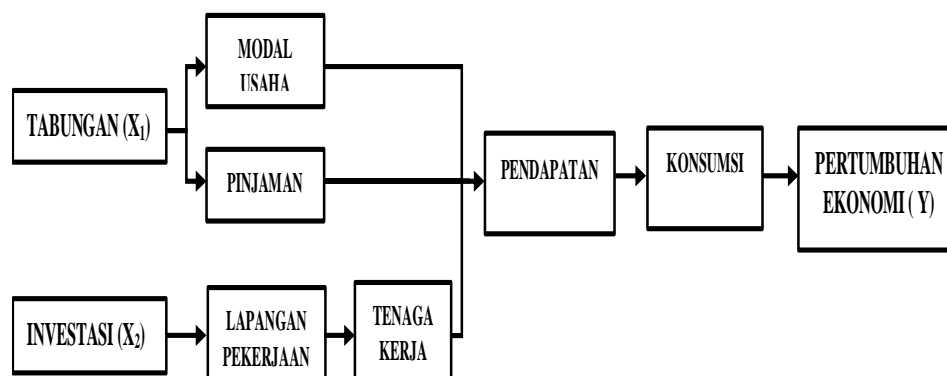 MODAL
USAHA
TABUNGAN (X₁)
PINJAMAN
PENDAPATAN
KONSUMSI
PERTUMBUHAN
EKONOMI ( Y)
INVESTASI (X₂)
LAPANGAN
PEKERJAAN
TENAGA
KERJA